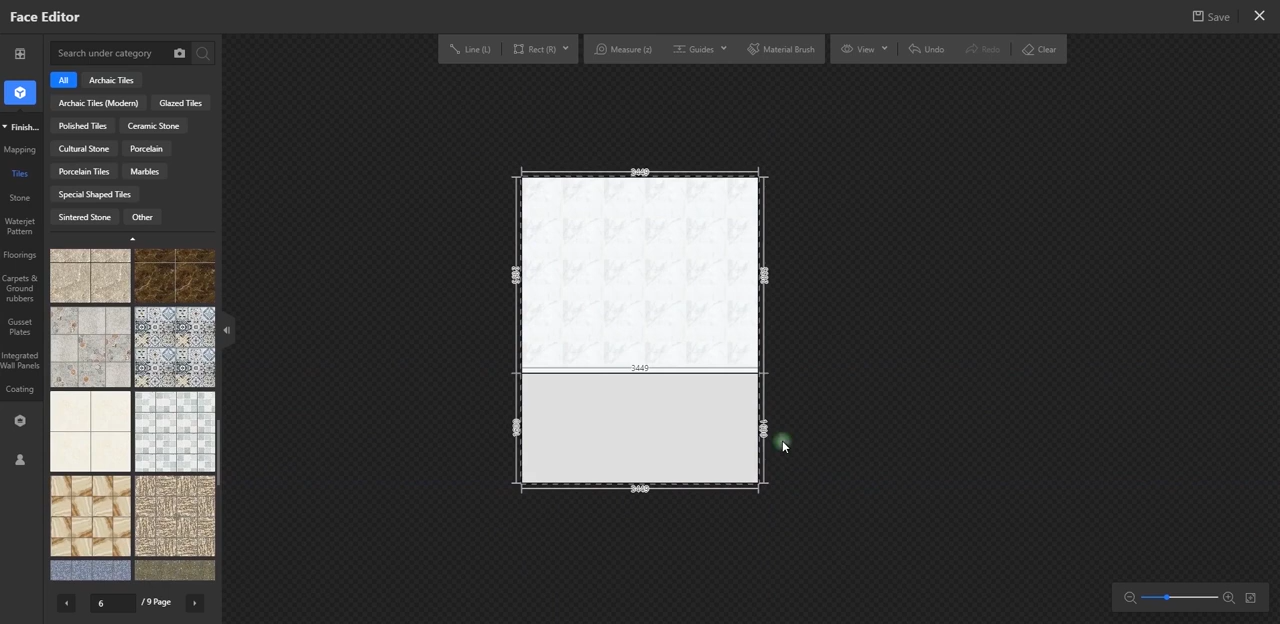 Face Editor
Save
Search under category
Line (L)
Rect (R)
Measure (z)
Guides
Material Brush
View
Undo
Redo
Clear
All
Archaic Tiles
Archaic Tiles (Modern)
Glazed Tiles
Polished Tiles
Ceramic Stone
Cultural Stone
Porcelain
Porcelain Tiles
Marbles
Special Shaped Tiles
Sintered Stone
Other
Finish...
Mapping
Tiles
Stone
Waterjet
Pattern
Floorings
Carpets &
Ground
rubbers
Gusset
Plates
Integrated
Wall Panels
Coating
3449
3449
3449
6
/ 9 Page